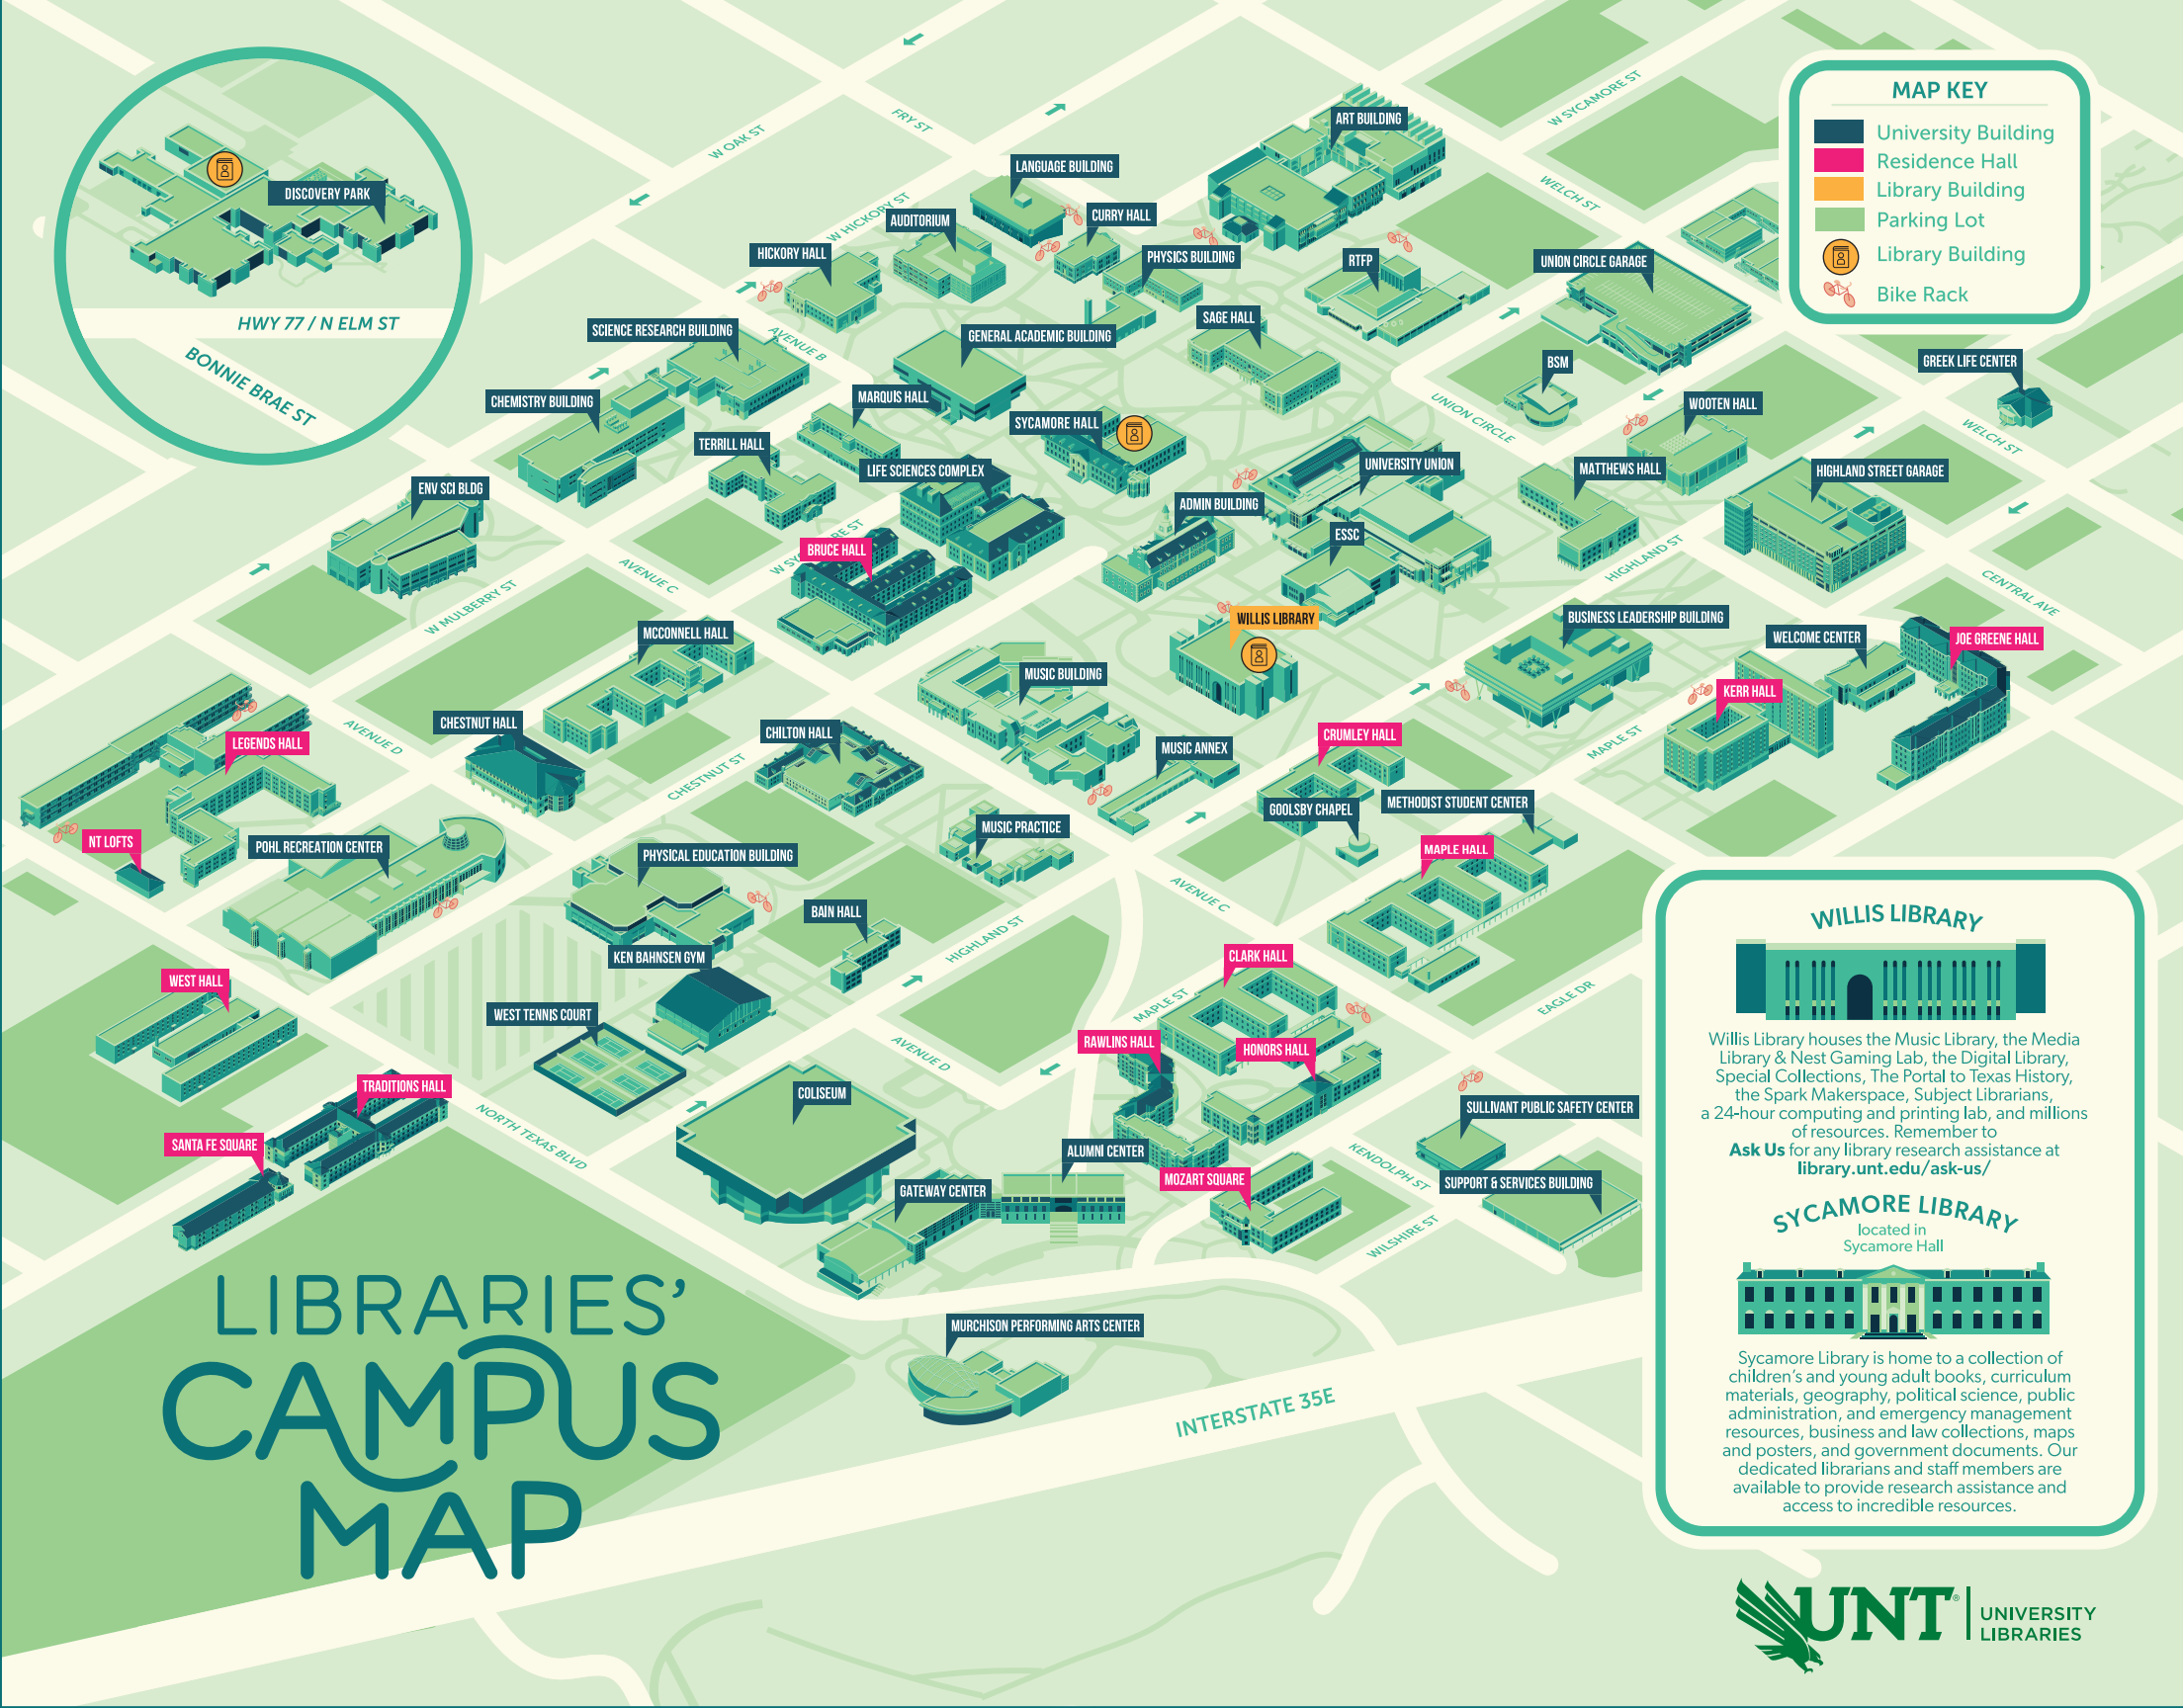 W OAK ST
FRY ST
W SYCAMORE ST
ART BUILDING
LANGUAGE BUILDING
WELCH ST
MAP KEY
University Building
Residence Hall
Library Building
Parking Lot
Library Building
Bike Rack
DISCOVERY PARK
HWY 77 / N ELM ST
BONNIE BRAE ST
W HICKORY ST
AUDITORIUM
CURRY HALL
HICKORY HALL
PHYSICS BUILDING
RTFP
UNION CIRCLE GARAGE
SCIENCE RESEARCH BUILDING
AVENUE B
GENERAL ACADEMIC BUILDING
SAGE HALL
BSM
GREEK LIFE CENTER
CHEMISTRY BUILDING
MARQUIS HALL
SYCAMORE HALL
UNION CIRCLE
WOOTEN HALL
WELCH ST
TERRILL HALL
LIFE SCIENCES COMPLEX
UNIVERSITY UNION
MATTHEWS HALL
HIGHLAND STREET GARAGE
ENV SCI BLDG
ADMIN BUILDING
ESSC
W SYCAMORE ST
BRUCE HALL
HIGHLAND ST
AVENUE C
W MULBERRY ST
CENTRAL AVE
WILLIS LIBRARY
BUSINESS LEADERSHIP BUILDING
MCCONNELL HALL
WELCOME CENTER
JOE GREENE HALL
MUSIC BUILDING
KERR HALL
CHESTNUT HALL
AVENUE D
CHILTON HALL
CRUMLEY HALL
MAPLE ST
LEGENDS HALL
MUSIC ANNEX
CHESTNUT ST
GOOLSBY CHAPEL
METHODIST STUDENT CENTER
NT LOFTS
POHL RECREATION CENTER
MUSIC PRACTICE
PHYSICAL EDUCATION BUILDING
MAPLE HALL
AVENUE C
BAIN HALL
HIGHLAND ST
KEN BAHNSEN GYM
CLARK HALL
WEST HALL
MAPLE ST
EAGLE DR
WEST TENNIS COURT
RAWLINS HALL
HONORS HALL
AVENUE D
TRADITIONS HALL
COLISEUM
SULLIVANT PUBLIC SAFETY CENTER
SANTA FE SQUARE
NORTH TEXAS BLVD
ALUMNI CENTER
KENDOLPH ST
GATEWAY CENTER
MOZART SQUARE
SUPPORT & SERVICES BUILDING
WILSHIRE ST
MURCHISON PERFORMING ARTS CENTER
INTERSTATE 35E
LIBRARIES'
CAMPUS
MAP
WILLIS LIBRARY
Willis Library houses the Music Library, the Media
Library & Nest Gaming Lab, the Digital Library,
Special Collections, The Portal to Texas History,
the Spark Makerspace, Subject Librarians,
a 24-hour computing and printing lab, and millions
of resources. Remember to
Ask Us for any library research assistance at
library.unt.edu/ask-us/
SYCAMORE LIBRARY
located in
Sycamore Hall
Sycamore Library is home to a collection of
children's and young adult books, curriculum
materials, geography, political science, public
administration, and emergency management
resources, business and law collections, maps
and posters, and government documents. Our
dedicated librarians and staff members are
available to provide research assistance and
access to incredible resources.
UNT®
UNIVERSITY
LIBRARIES